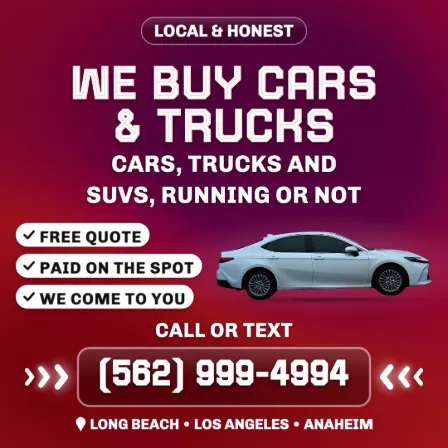 LOCAL & HONEST
WE BUY CARS
& TRUCKS
CARS, TRUCKS AND
SUVS, RUNNING OR NOT
FREE QUOTE
PAID ON THE SPOT
WE COME TO YOU
CALL OR TEXT
(562) 999-4994
LONG BEACH • LOS ANGELES • ANAHEIM